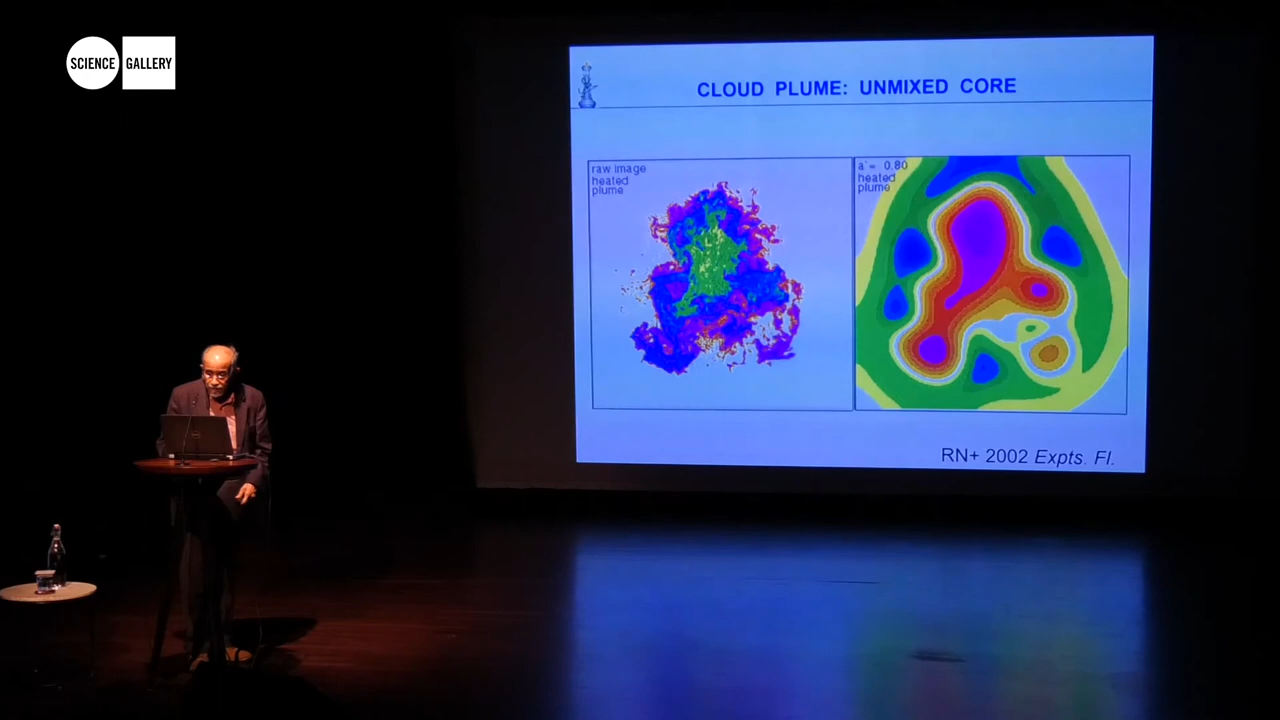 SCIENCE GALLERY
CLOUD PLUME: UNMIXED CORE
raw image
heated
plume
a'= 0.80
heated
plume
RN+ 2002 Expts. Fl.